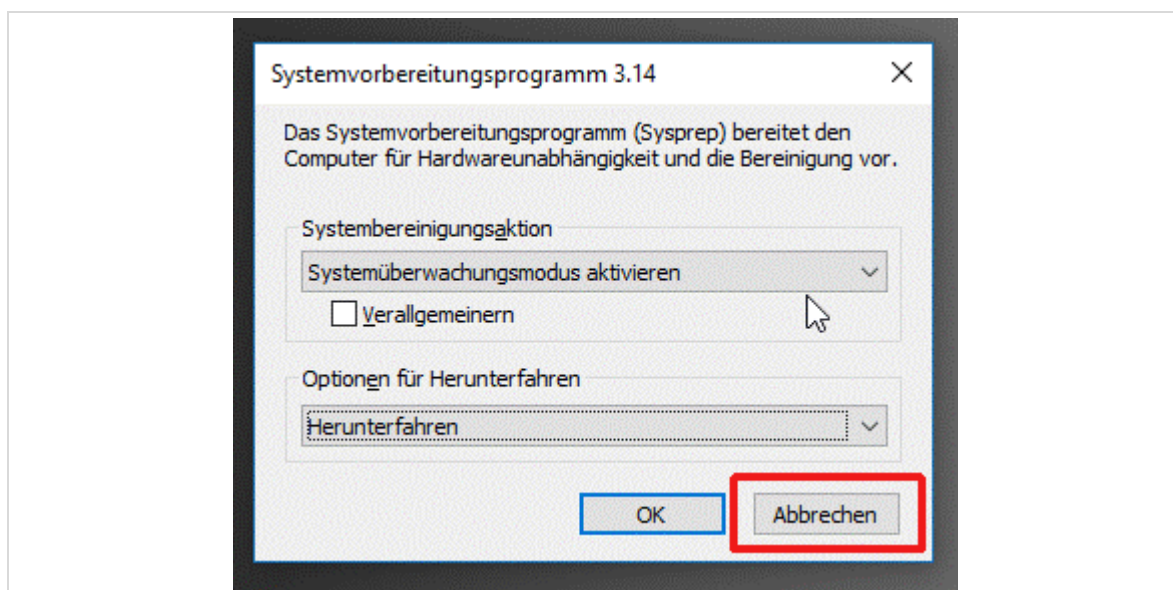 Systemvorbereitungsprogramm 3.14
Das Systemvorbereitungsprogramm (Sysprep) bereitet den
Computer für Hardwareunabhängigkeit und die Bereinigung vor.
Systembereinigungsaktion
Systemüberwachungsmodus aktivieren
Verallgemeinern
Optionen für Herunterfahren
Herunterfahren
OK
Abbrechen